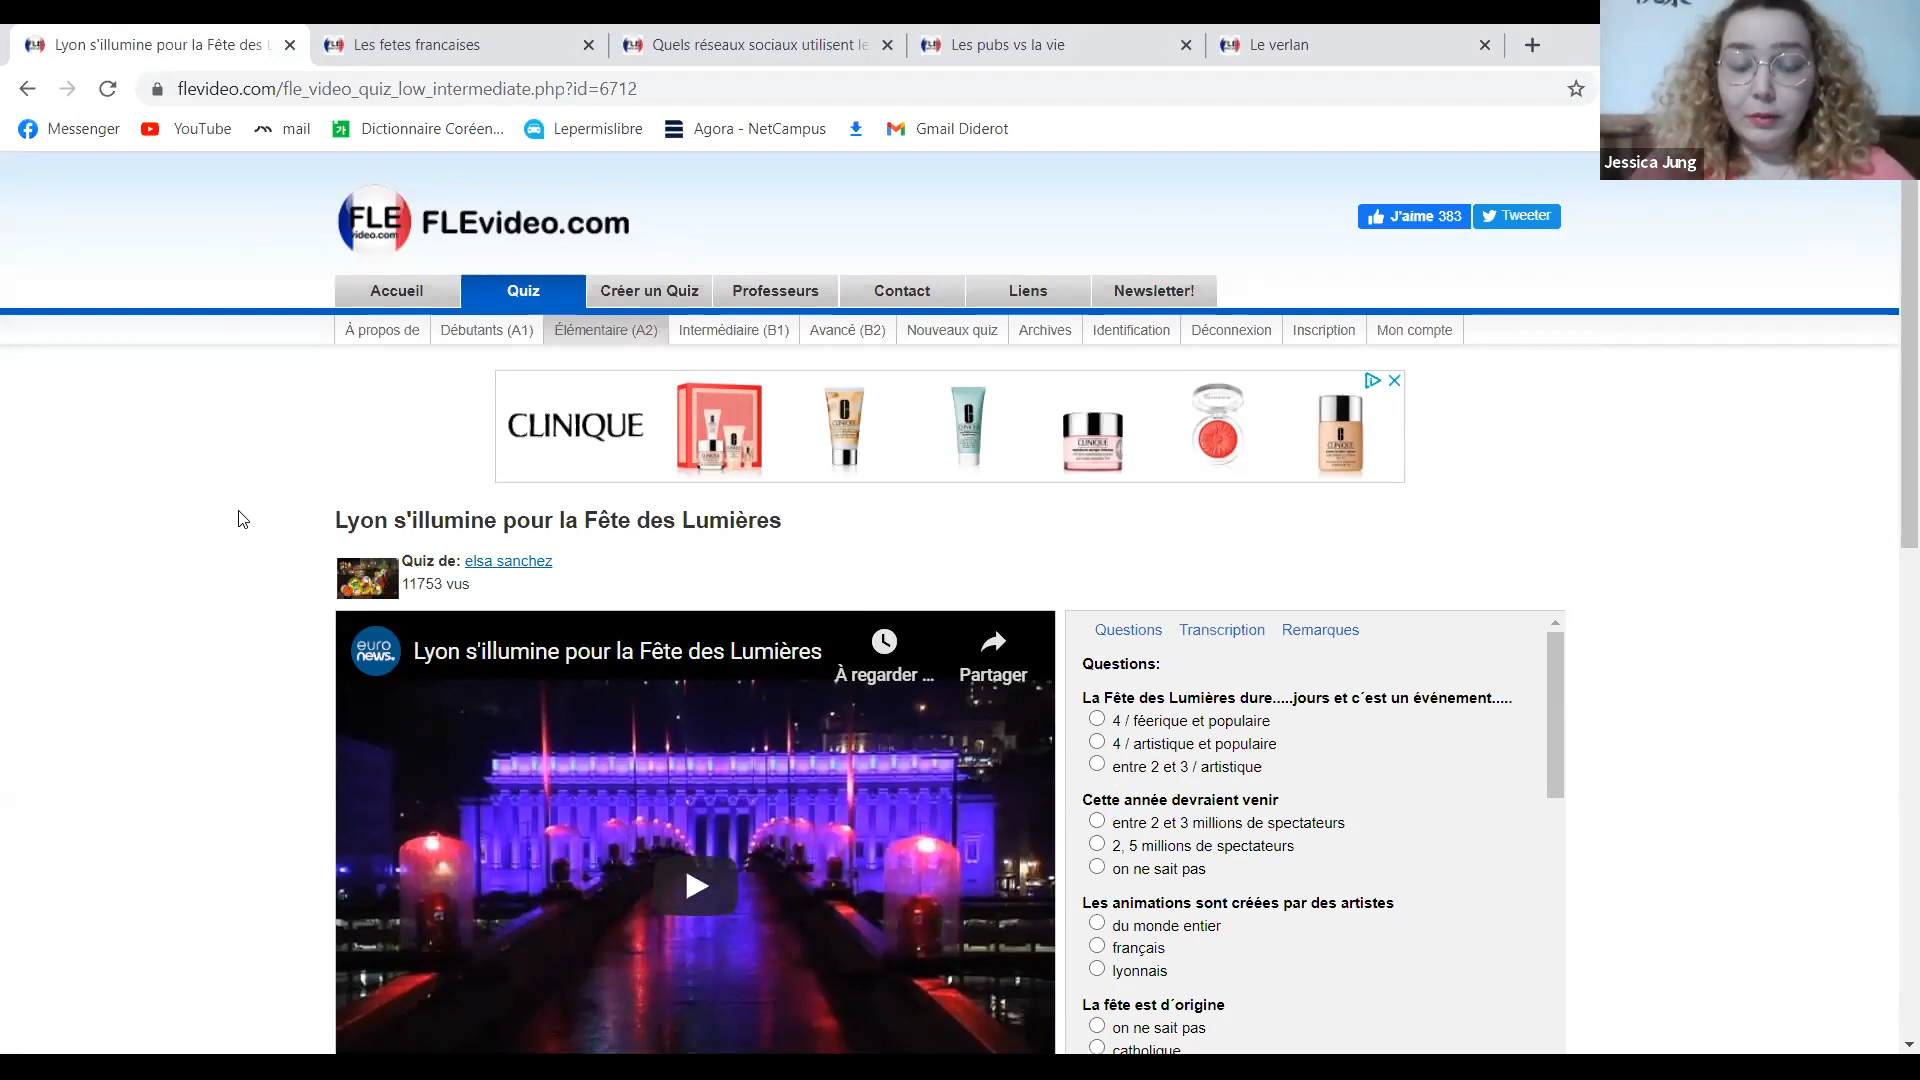 Lyon s'illumine pour la Fête des L
Les fetes francaises
Quels réseaux sociaux utilisent le
Les pubs vs la vie
Le verlan
flevideo.com/fle_video_quiz_low_intermediate.php?id=6712
Messenger
YouTube
mail
Dictionnaire Coréen...
Lepermislibre
Agora - NetCampus
Gmail Diderot
Jessica Jung
FLE
video.com
FLEvideo.com
J'aime 383
Tweeter
Accueil
Quiz
Créer un Quiz
Professeurs
Contact
Liens
Newsletter!
À propos de
Débutants (A1)
Élémentaire (A2)
Intermédiaire (B1)
Avancé (B2)
Nouveaux quiz
Archives
Identification
Déconnexion
Inscription
Mon compte
CLINIQUE
Lyon s'illumine pour la Fête des Lumières
Quiz de: elsa sanchez
11753 vus
euro
news.
Lyon s'illumine pour la Fête des Lumières
À regarder ...
Partager
Questions
Transcription
Remarques
Questions:
La Fête des Lumières dure.....jours et c´est un événement.....
4 / féerique et populaire
4 / artistique et populaire
entre 2 et 3 / artistique
Cette année devraient venir
entre 2 et 3 millions de spectateurs
2, 5 millions de spectateurs
on ne sait pas
Les animations sont créées par des artistes
du monde entier
français
lyonnais
La fête est d´origine
on ne sait pas
catholique